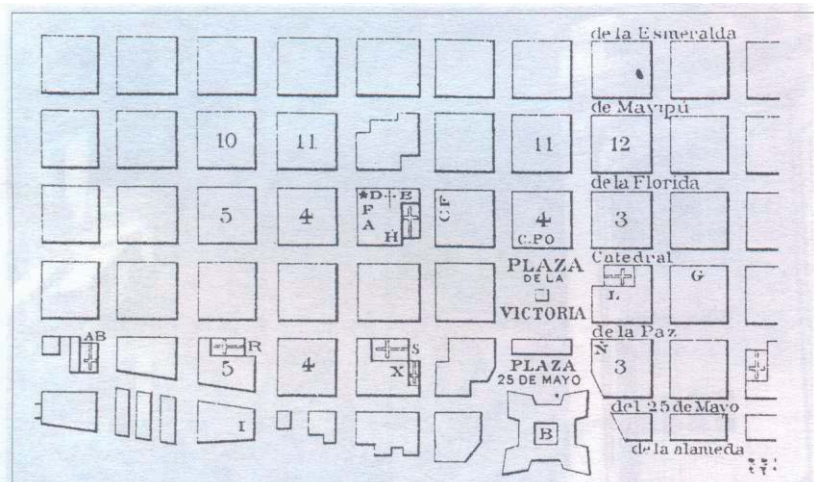 de la Esmeralda
de Mayipú
10 11 11 12
de la Florida
D E
F
A
H
C F
5 4 4 3
C.PO
Catedral
PLAZA
DE LA
VICTORIA
G
L
de la Paz
AB
R
S
X
N
5 4 3
PLAZA
25 DE MAYO
del 25 de Mayo
I
B
de la alameda